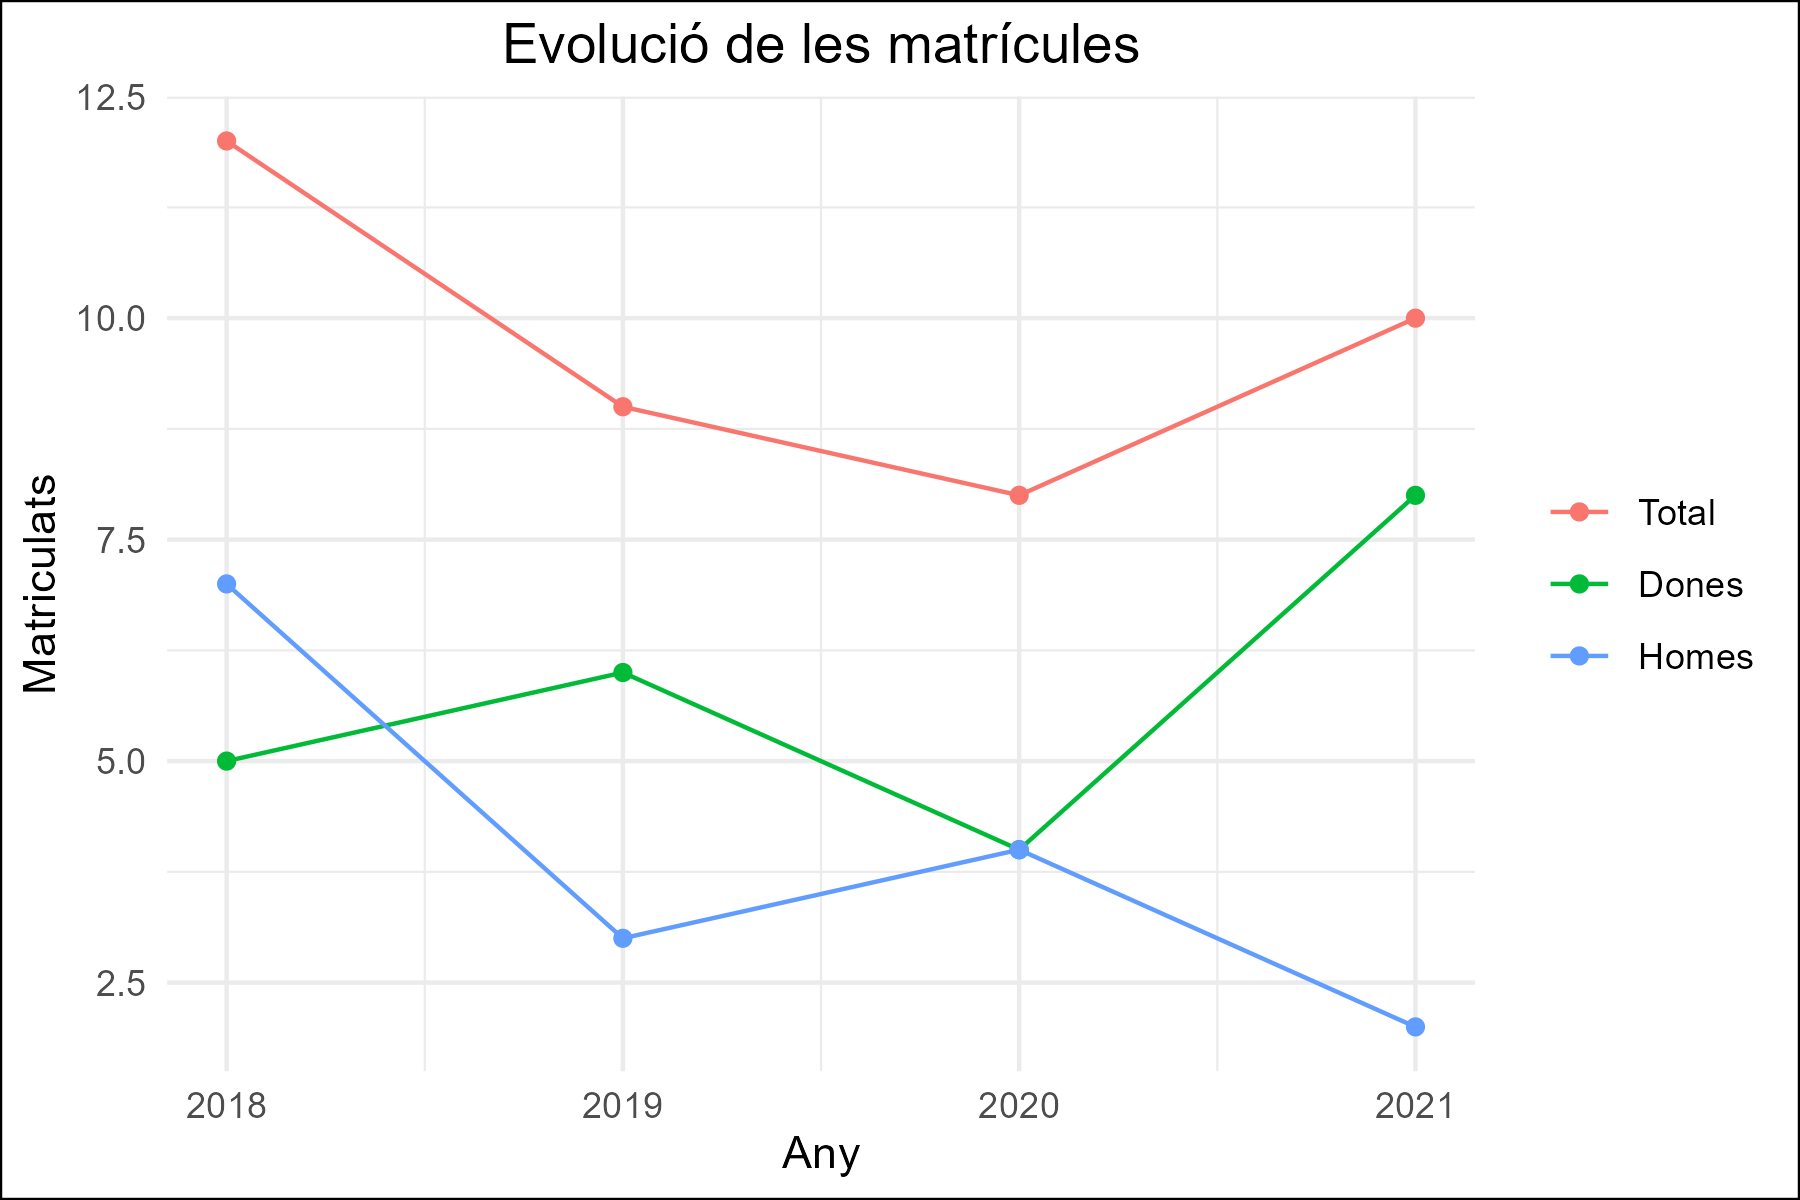 Evolució de les matrícules
12.5
10.0
7.5
5.0
2.5
Matriculats
2018 2019 2020 2021
Any
Total
Dones
Homes